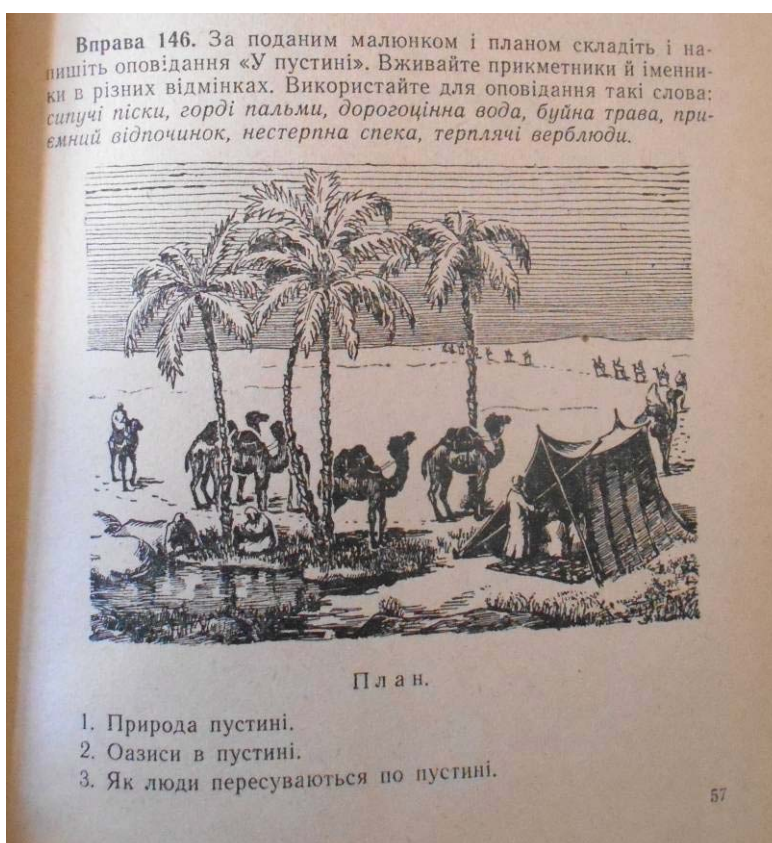 Вправа 146. За поданим малюнком і планом складіть і на-
пишіть оповідання «У пустині». Вживайте прикметники й іменни-
ки в різних відмінках. Використайте для оповідання такі слова:
сипучі піски, горді пальми, дорогоцінна вода, буйна трава, при-
ємний відпочинок, нестерпна спека, терплячі верблюди.
План.
1. Природа пустині.
2. Оазиси в пустині.
3. Як люди пересуваються по пустині.
57